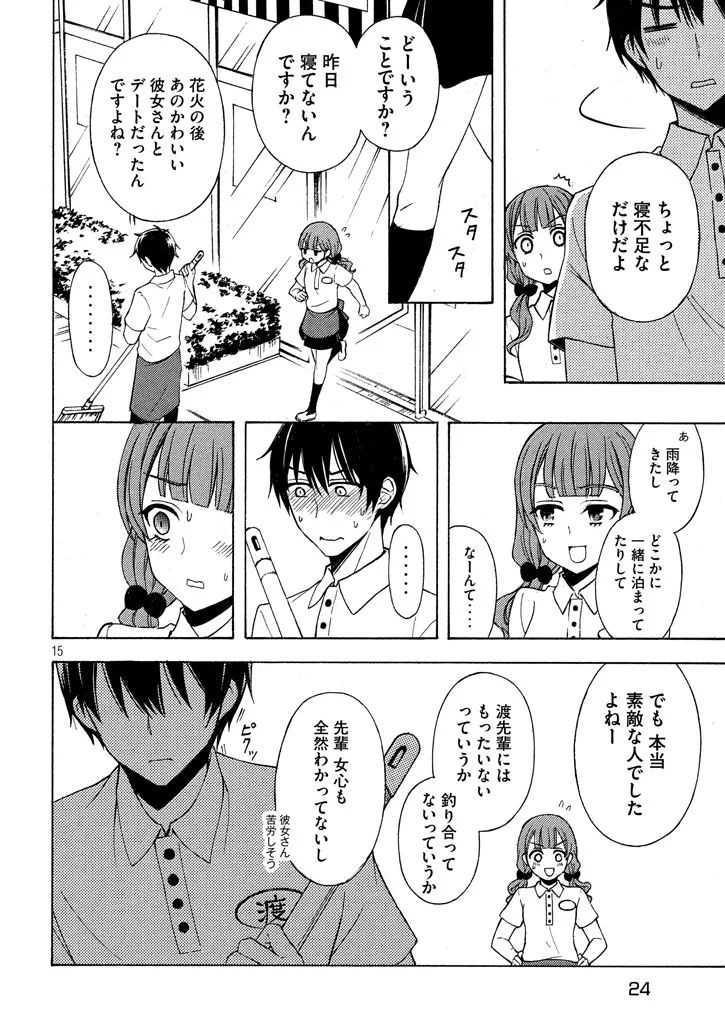 ちょっと
寝不足な
だけだよ
どーいう
ことですか？
昨日
寝てないん
ですか？
花火の後
あのかわいい
彼女さんと
デートだったん
ですよね？
スタ
スタ
・・・・・・・
あ
雨降って
きたし
どこかに
一緒に泊まって
たりして
なーんて・・・
・・・・・・
でも 本当
素敵な人でした
よねー
渡先輩には
もったいない
っていうか
釣り合って
ないっていうか
先輩 女心も
全然わかってないし
彼女さん
苦労しそう
ピクッ
渡
15
24